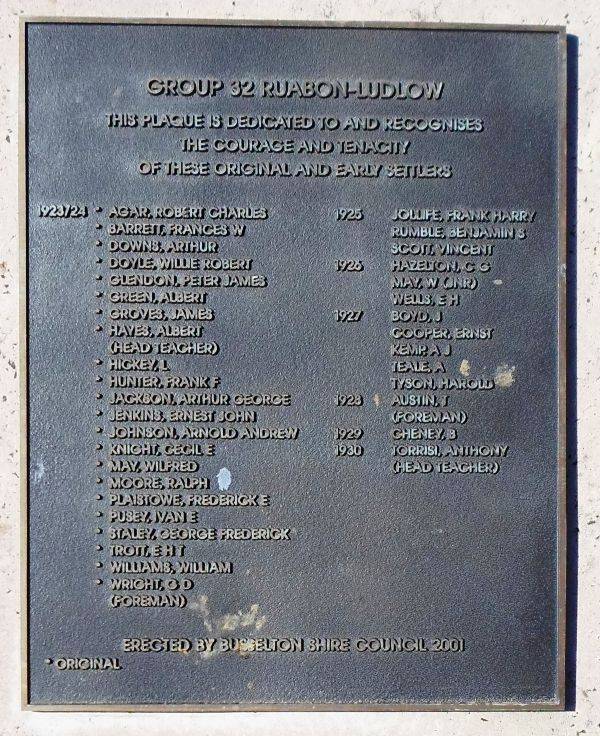 GROUP 32 RUABON-LUDLOW
THIS PLAQUE IS DEDICATED TO AND RECOGNISES
THE COURAGE AND TENACITY
OF THESE ORIGINAL AND EARLY SETTLERS
1923/24 * AGAR, ROBERT CHARLES
* BARRETT, FRANCES W
* DOWNS, ARTHUR
* DOYLE, WILLIE ROBERT
* GLENDON, PETER JAMES
* GREEN, ALBERT
* GROVES, JAMES
* HAYES, ALBERT
(HEAD TEACHER)
* HICKEY, L
* HUNTER, FRANK F
* JACKSON, ARTHUR GEORGE
* JENKINS, ERNEST JOHN
* JOHNSON, ARNOLD ANDREW
* KNIGHT, CECIL E
* MAY, WILFRED
* MOORE, RALPH
* PLAISTOWE, FREDERICK E
* PUSEY, IVAN E
* STALEY, GEORGE FREDERICK
* TROTT, E H T
* WILLIAMS, WILLIAM
* WRIGHT, G D
(FOREMAN)
1925 JOLLIFE, FRANK HARRY
RUMBLE, BENJAMIN S
SCOTT, VINCENT
1926 HAZELTON, C G
MAY, W (JNR)
WELLS, E H
1927 BOYD, J
COOPER, ERNST
KEMP, A J
TEALE, A
TYSON, HAROLD
1928 AUSTIN, T
(FOREMAN)
1929 CHENEY, B
1930 TORRISI, ANTHONY
(HEAD TEACHER)
ERECTED BY BUSSELTON SHIRE COUNCIL 2001
* ORIGINAL